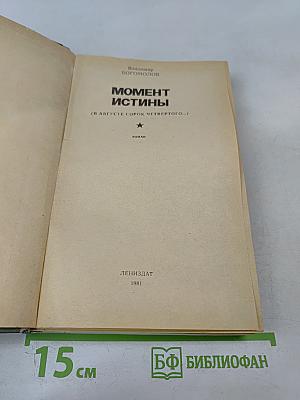 Владимир
БОГОМОЛОВ
МОМЕНТ
ИСТИНЫ
(В АВГУСТЕ СОРОК ЧЕТВЕРТОГО...)
★
РОМАН
ЛЕНИЗДАТ
1981
15 см
БФ БИБЛИОФАН